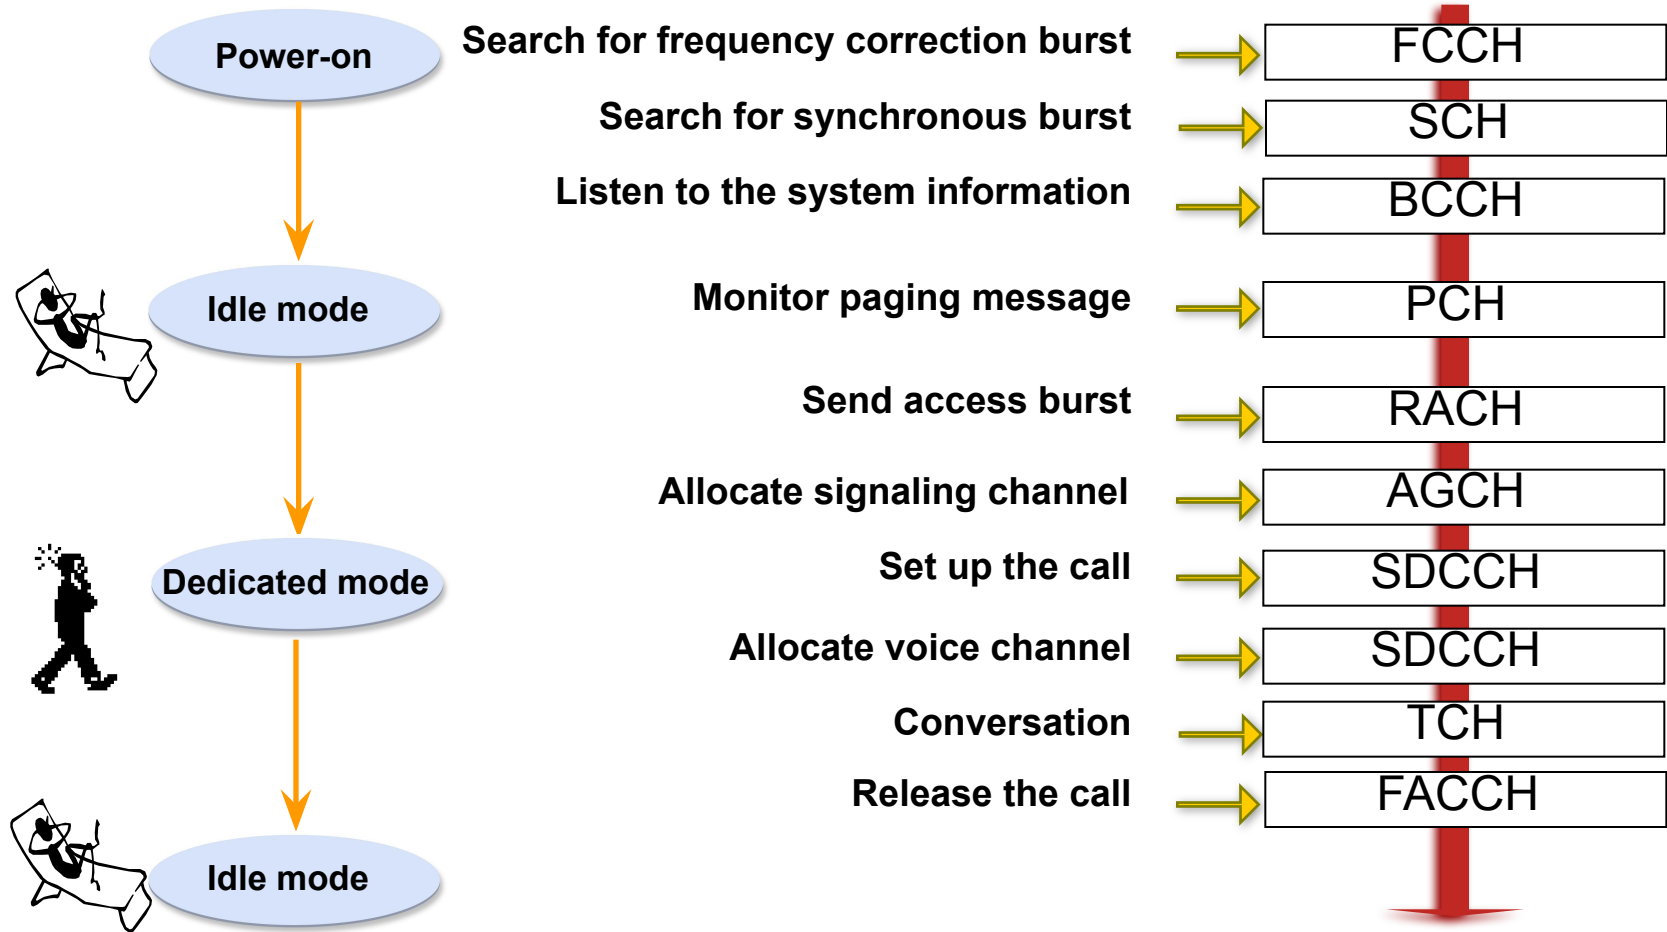 Power-on
Search for frequency correction burst
FCCH
Search for synchronous burst
SCH
Listen to the system information
BCCH
Idle mode
Monitor paging message
PCH
Send access burst
RACH
Allocate signaling channel
AGCH
Dedicated mode
Set up the call
SDCCH
Allocate voice channel
SDCCH
Conversation
TCH
Release the call
FACCH
Idle mode